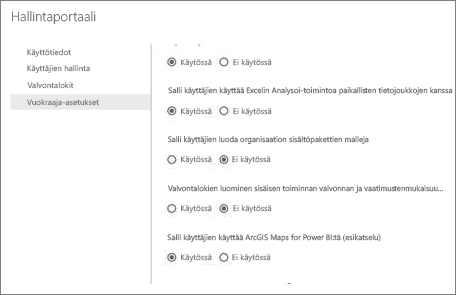 Hallintaportaali
Käyttötiedot
Käyttäjien hallinta
Valvontalokit
Vuokraaja-asetukset
Käytössä Ei käytössä
Salli käyttäjien käyttää Excelin Analysoi-toimintoa paikallisten tietojoukkojen kanssa
Käytössä Ei käytössä
Salli käyttäjien luoda organisaation sisältöpakettien malleja
Käytössä Ei käytössä
Valvontalokien luominen sisäisen toiminnan valvonnan ja vaatimustenmukaisuu...
Käytössä Ei käytössä
Salli käyttäjien käyttää ArcGIS Maps for Power BI:tä (esikatselu)
Käytössä Ei käytössä